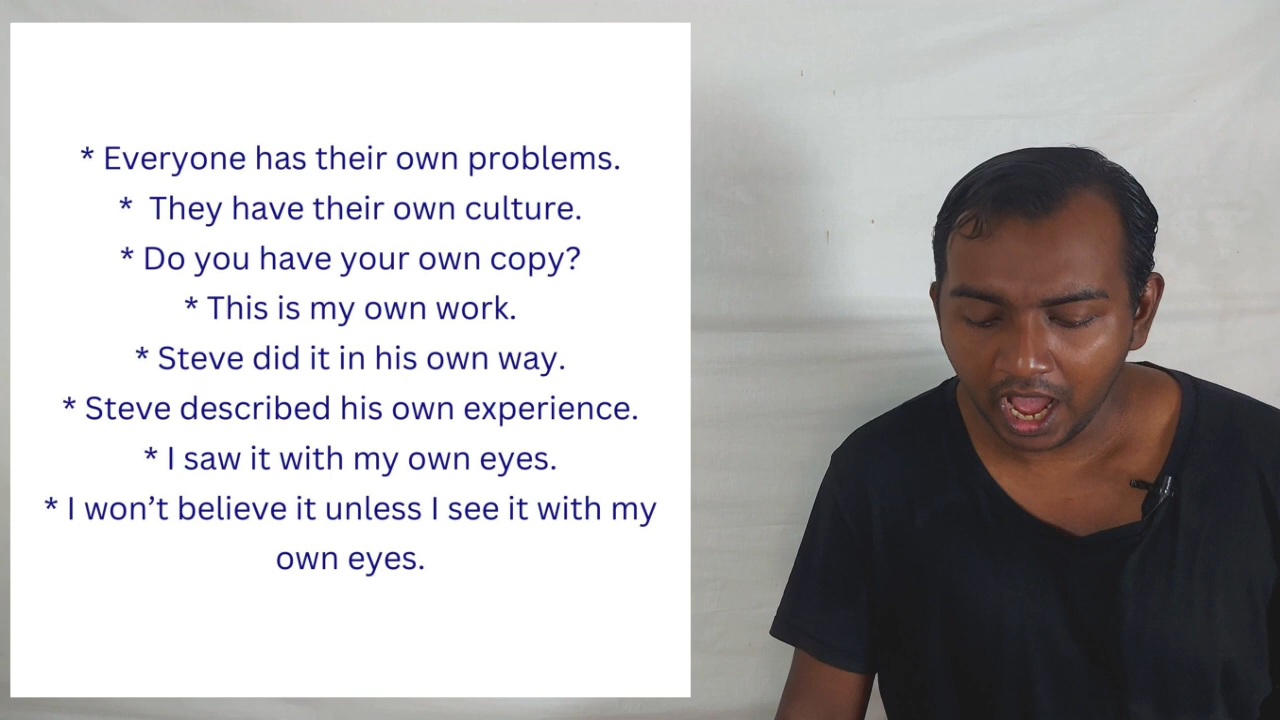 * Everyone has their own problems.
*  They have their own culture.
* Do you have your own copy?
* This is my own work.
* Steve did it in his own way.
* Steve described his own experience.
* I saw it with my own eyes.
* I won’t believe it unless I see it with my
own eyes.